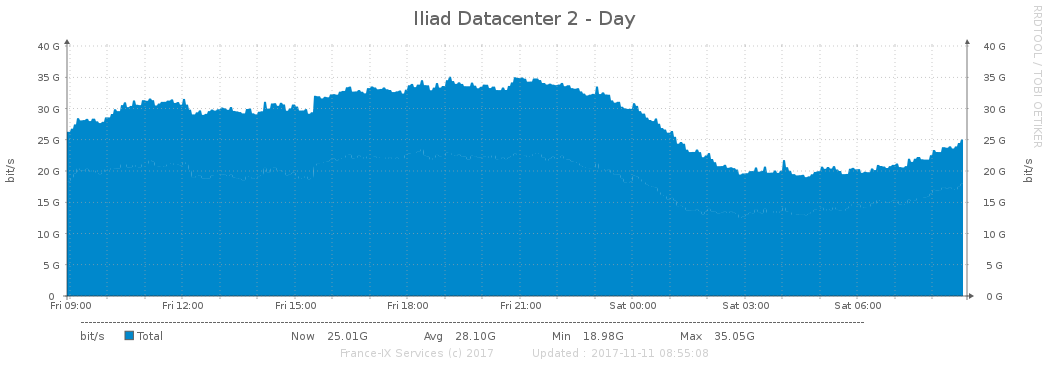 Iliad Datacenter 2 - Day
RRDTOOL / TOBI OETIKER
bit/s
40 G 40 G
35 G 35 G
30 G 30 G
25 G 25 G
20 G 20 G
15 G 15 G
10 G 10 G
5 G 5 G
0 0 G
bit/s
Fri 09:00 Fri 12:00 Fri 15:00 Fri 18:00 Fri 21:00 Sat 00:00 Sat 03:00 Sat 06:00
bit/s Total Now 25.01G Avg 28.10G Min 18.98G Max 35.05G
France-IX Services (c) 2017 Updated : 2017-11-11 08:55:08